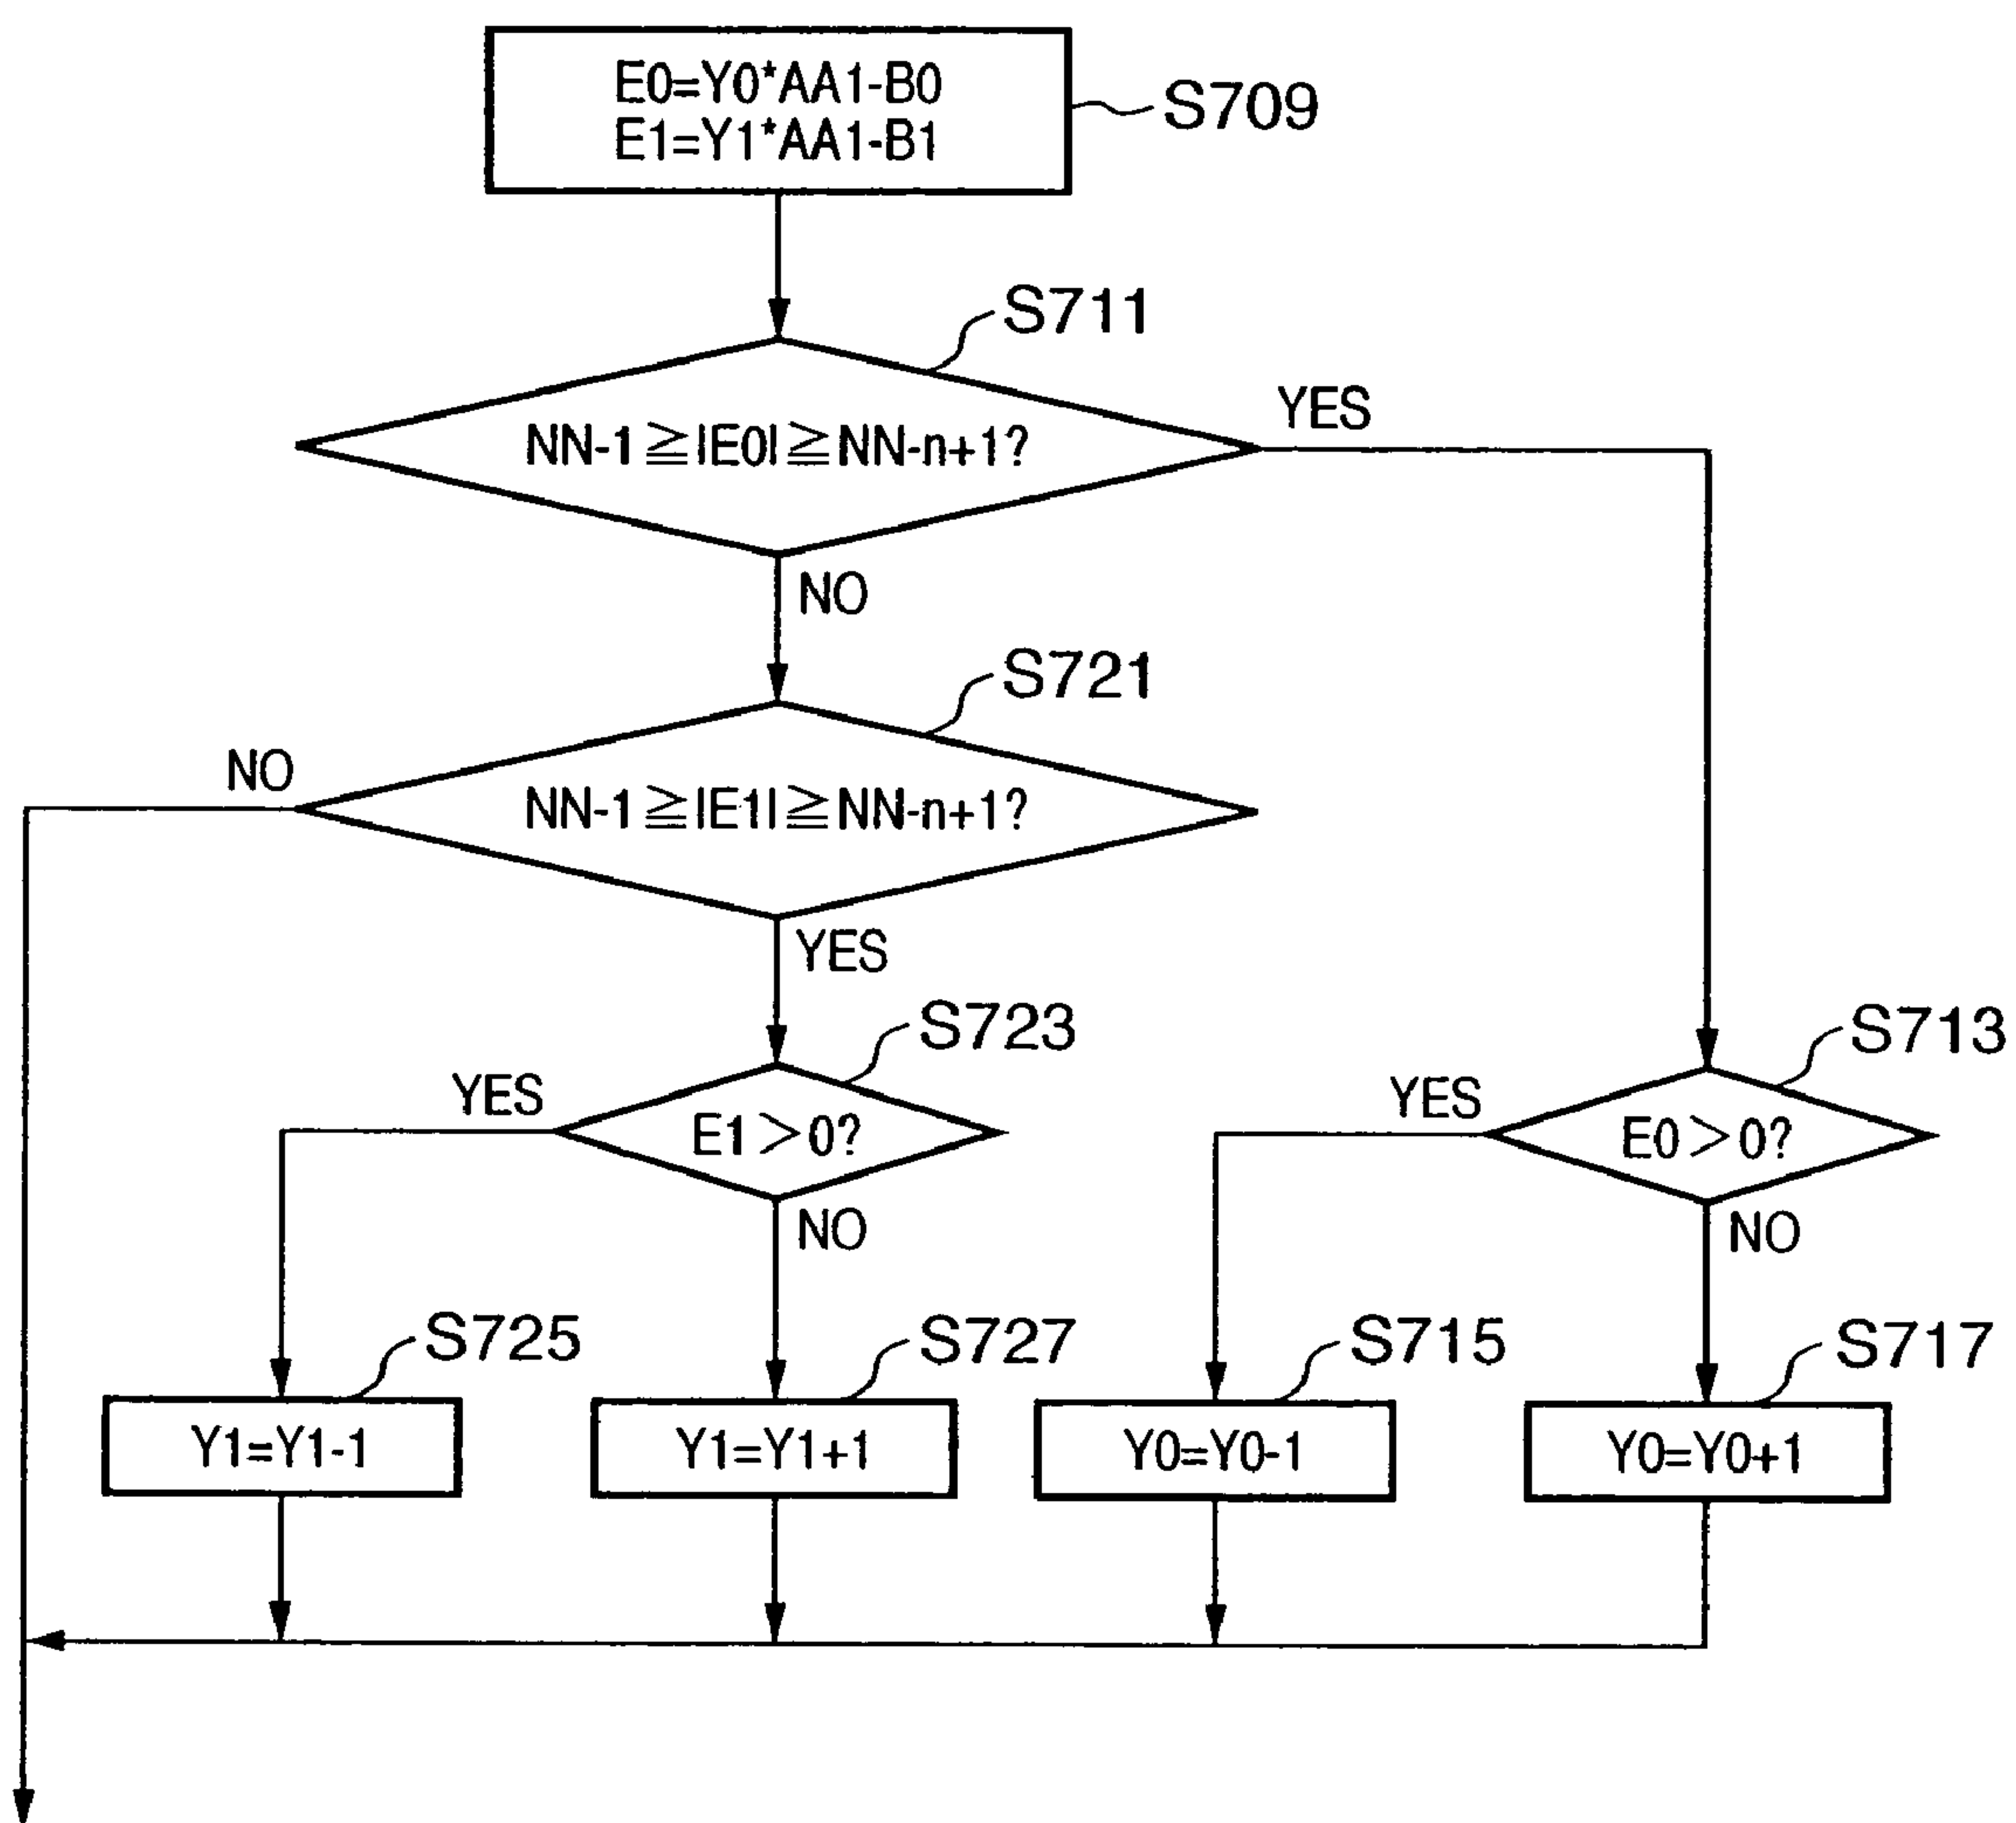 E0=Y0*AA1-B0
E1=Y1*AA1-B1
S709
S711
NN-1≧|E0|≧NN-n+1?
YES
NO
S721
NN-1≧|E1|≧NN-n+1?
NO
YES
S723
E1>0?
YES
NO
S713
E0>0?
YES
NO
S725
Y1=Y1-1
S727
Y1=Y1+1
S715
Y0=Y0-1
S717
Y0=Y0+1